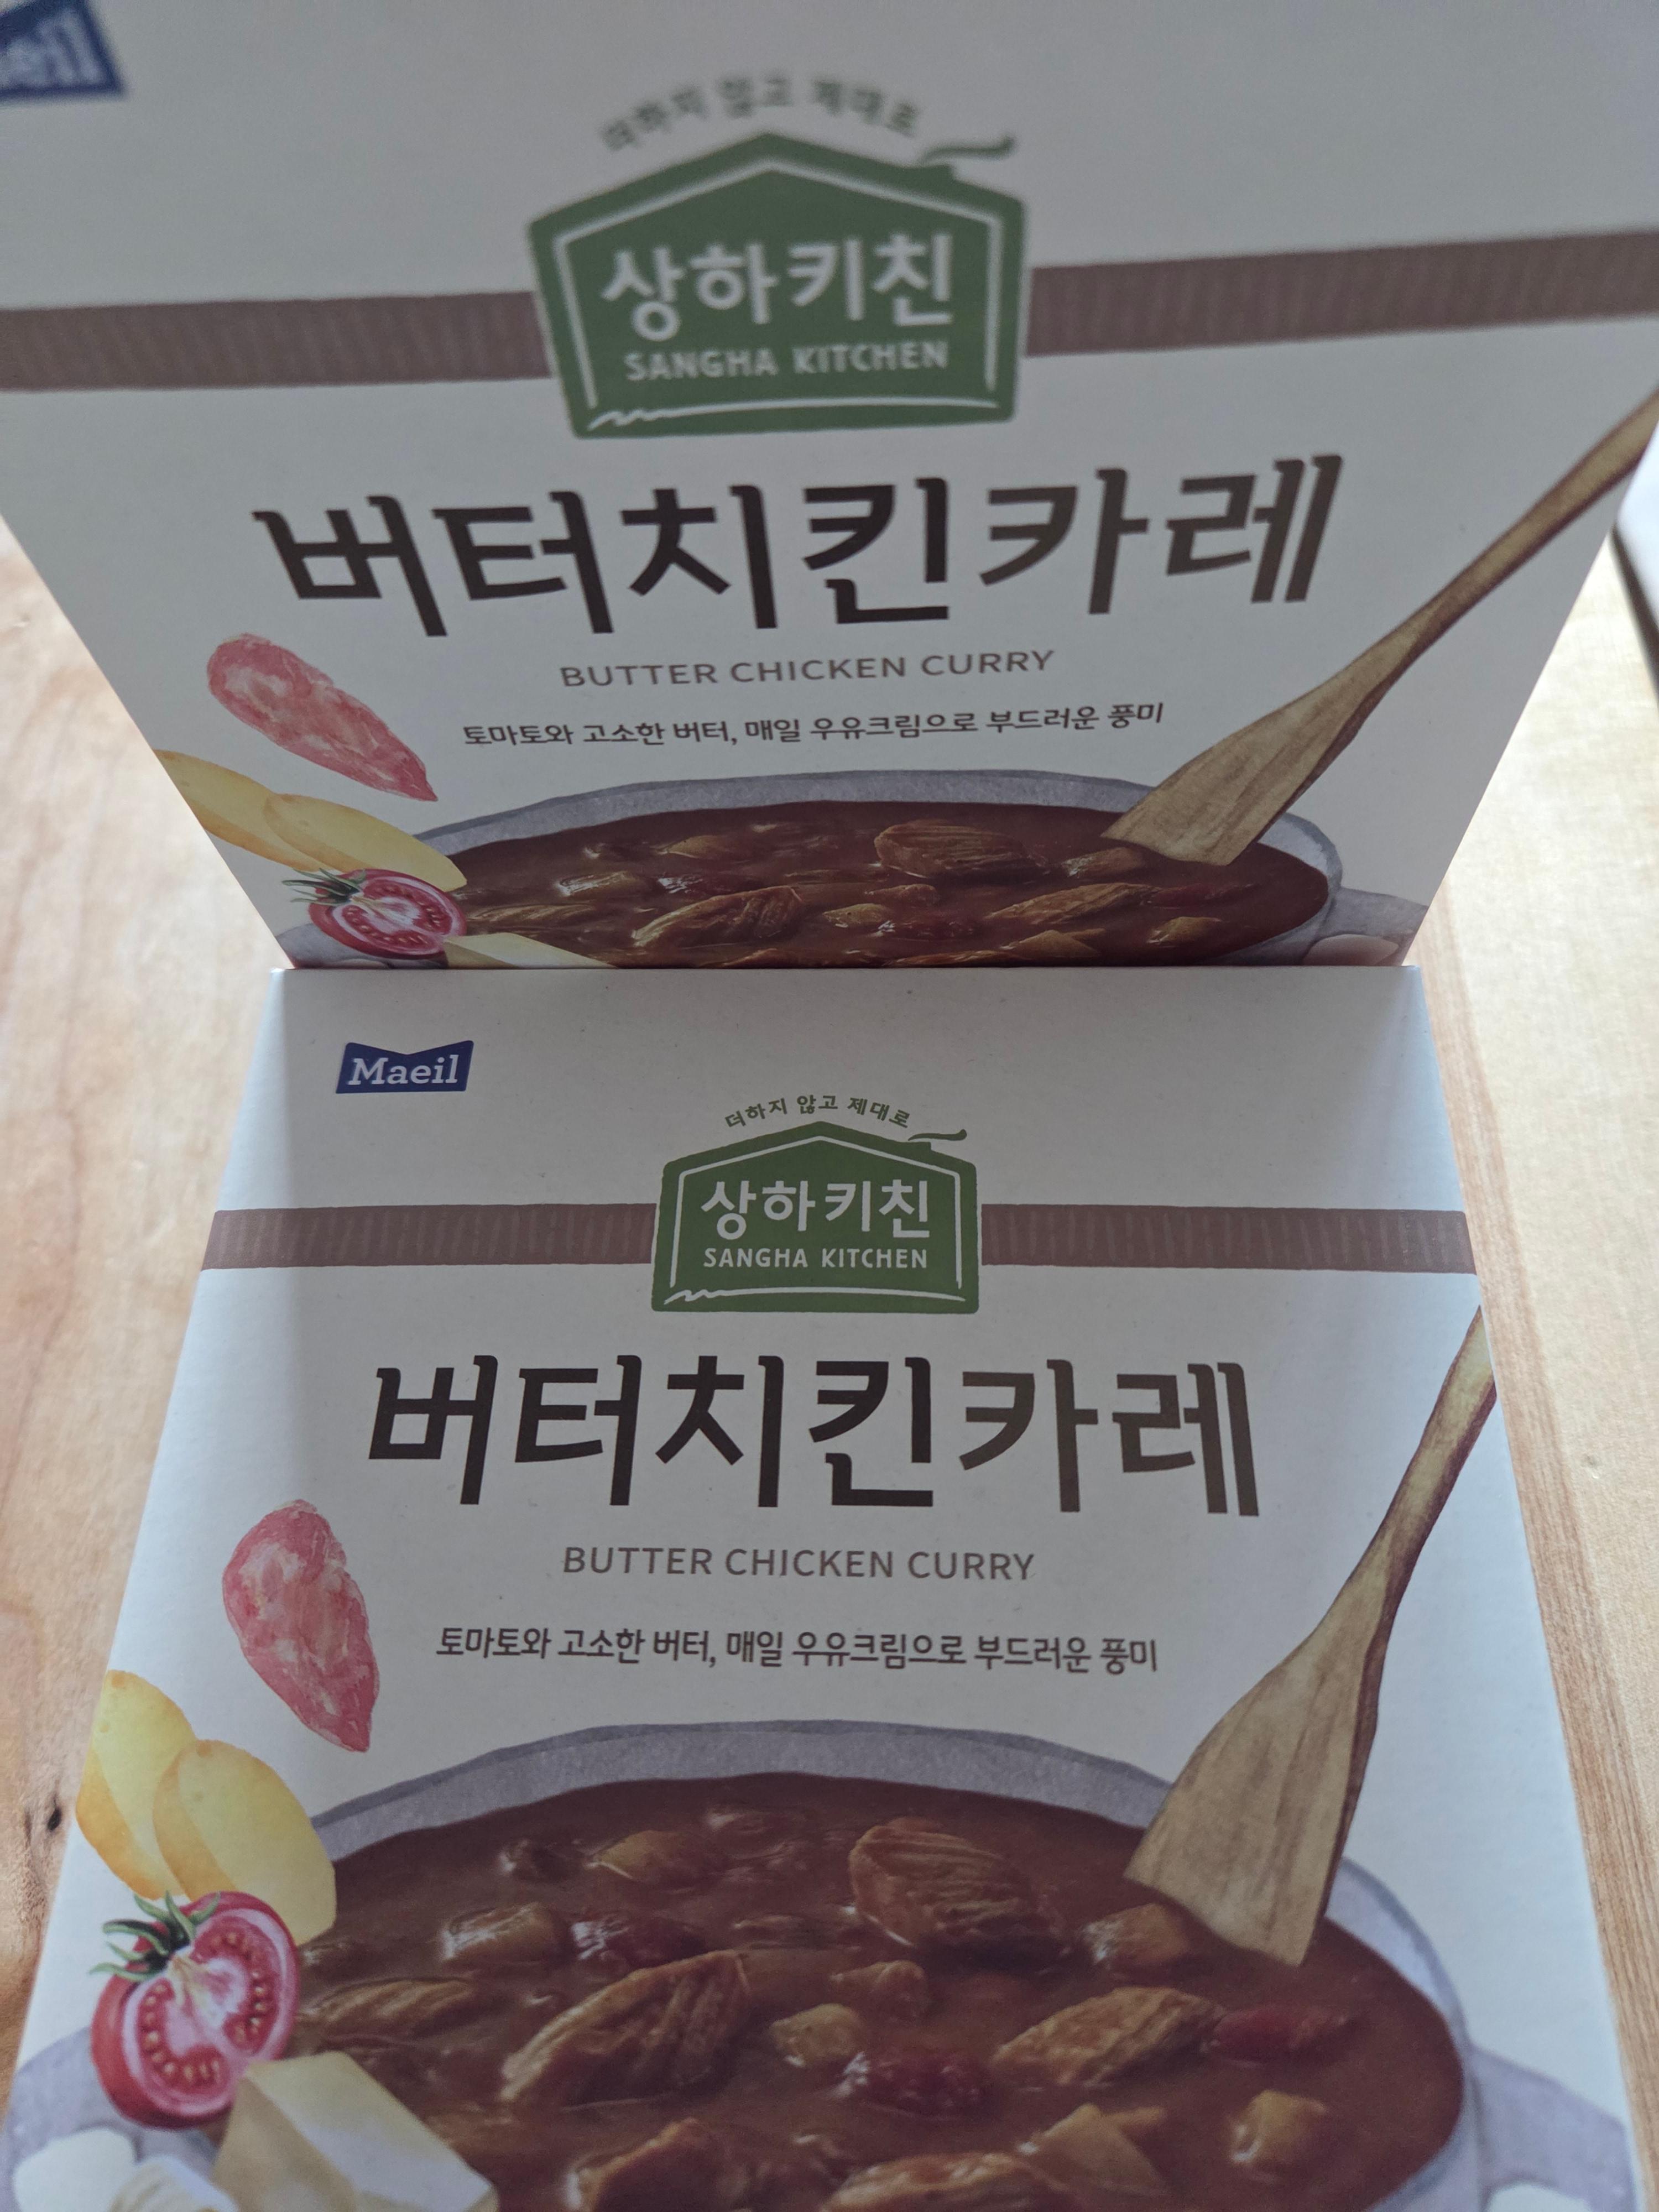 더하지 않고 제대로
상하키친
SANGHA KITCHEN
버터치킨카레
BUTTER CHICKEN CURRY
토마토와 고소한 버터, 매일 우유크림으로 부드러운 풍미
Maeil
더하지 않고 제대로
상하키친
SANGHA KITCHEN
버터치킨카레
BUTTER CHICKEN CURRY
토마토와 고소한 버터, 매일 우유크림으로 부드러운 풍미